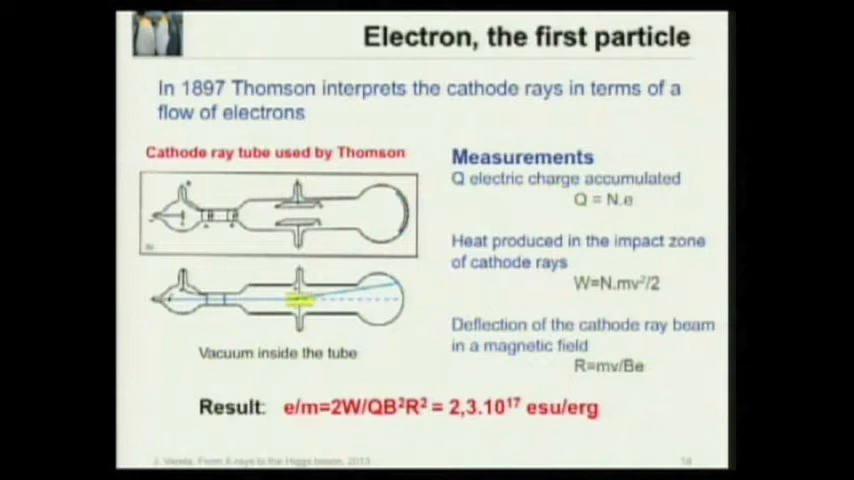 Electron, the first particle
In 1897 Thomson interprets the cathode rays in terms of a
flow of electrons
Cathode ray tube used by Thomson
Measurements
Q electric charge accumulated
Q = N.e
Heat produced in the impact zone
of cathode rays
W=N.mv²/2
Deflection of the cathode ray beam
in a magnetic field
R=mv/Be
Vacuum inside the tube
Result: e/m=2W/QB²R² = 2,3.10¹⁷ esu/erg
J. Varela, From X-rays to the Higgs boson, 2013